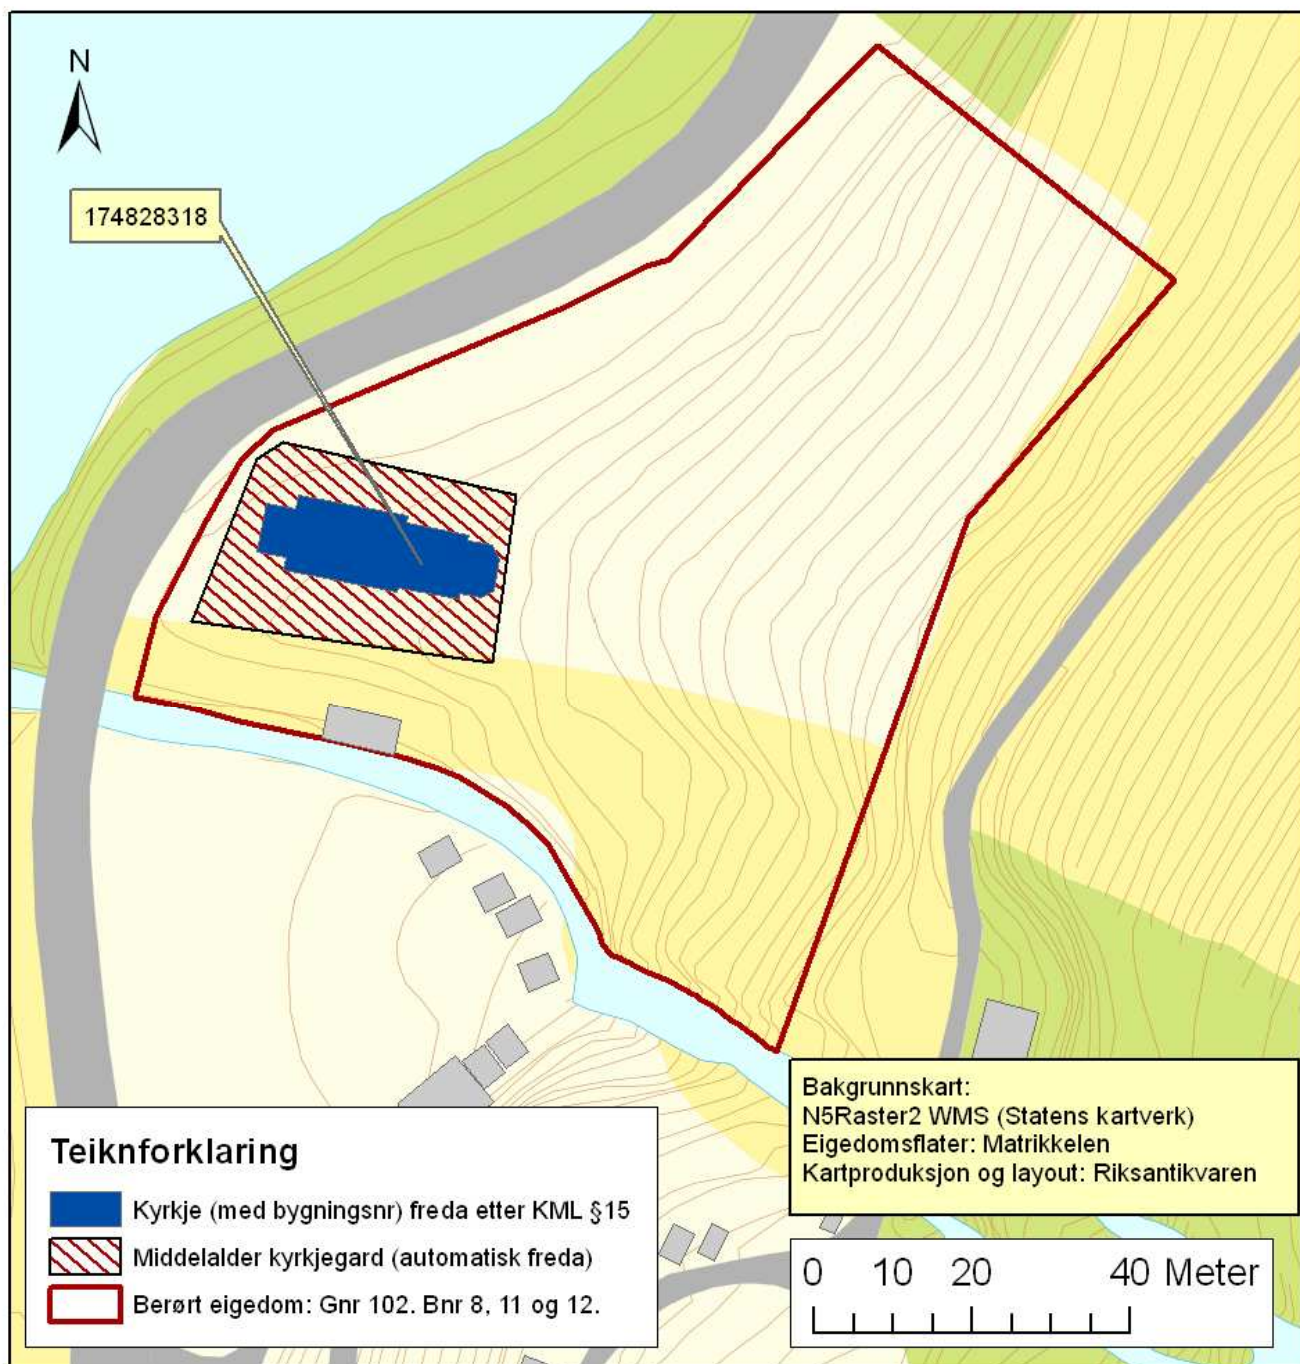 N
174828318
Bakgrunnskart:
N5Raster2 WMS (Statens kartverk)
Eigedomsflater: Matrikkelen
Kartproduksjon og layout: Riksantikvaren
Teiknforklaring
Kyrkje (med bygningsnr) freda etter KML §15
Middelalder kyrkjegard (automatisk freda)
Berørt eigedom: Gnr 102. Bnr 8, 11 og 12.
0 10 20 40 Meter